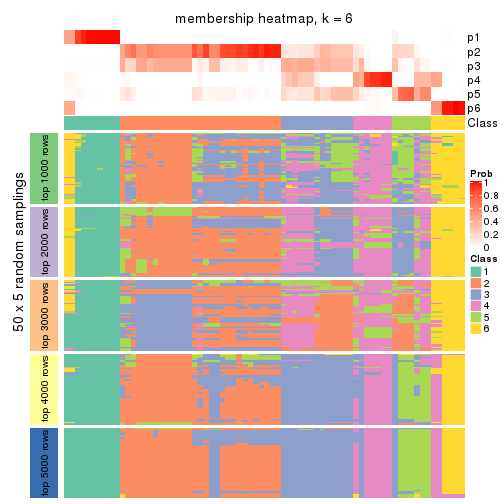 membership heatmap, k = 6
p1
p2
p3
p4
p5
p6
Class
50 x 5 random samplings
top 1000 rows
top 2000 rows
top 3000 rows
top 4000 rows
top 5000 rows
Prob
1
0.8
0.6
0.4
0.2
0
Class
1
2
3
4
5
6